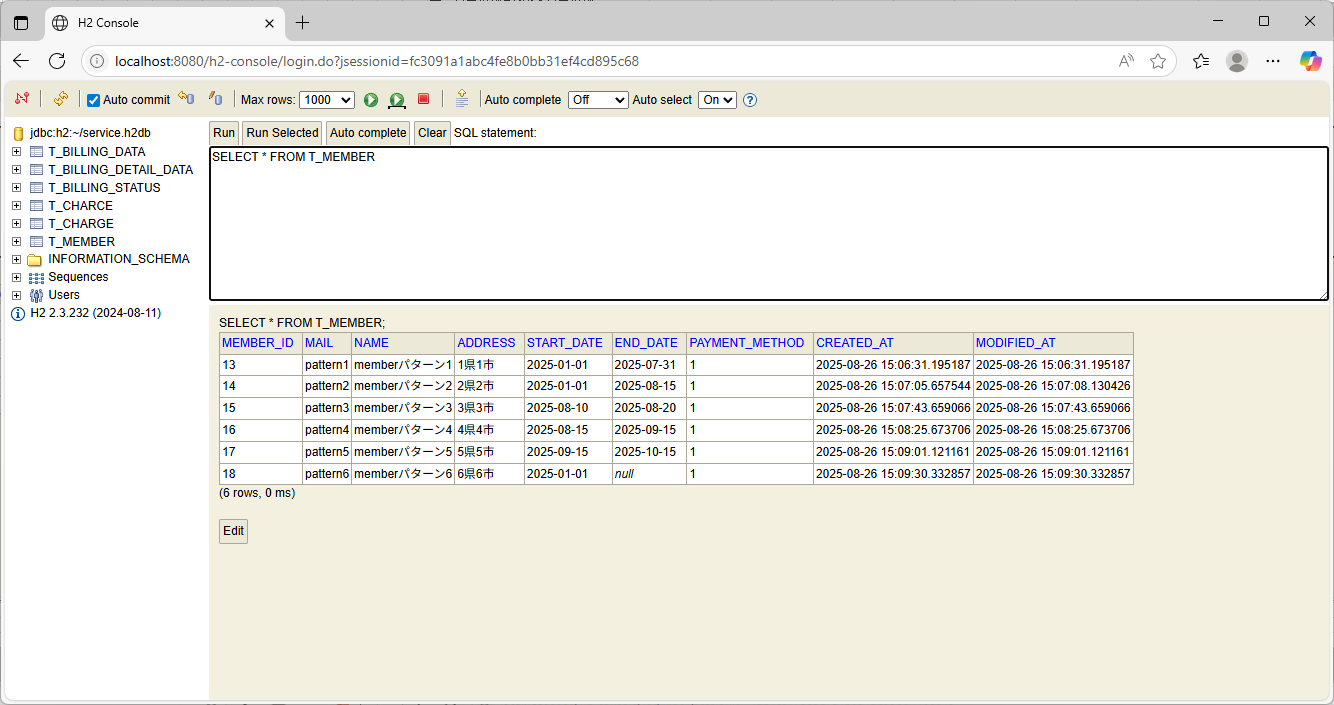 H2 Console
localhost:8080/h2-console/login.do?jsessionid=fc3091a1abc4fe8b0bb31ef4cd895c68
Auto commit Max rows: 1000 Auto complete Off Auto select On
jdbc:h2:~/service.h2db
T_BILLING_DATA
T_BILLING_DETAIL_DATA
T_BILLING_STATUS
T_CHARCE
T_CHARGE
T_MEMBER
INFORMATION_SCHEMA
Sequences
Users
H2 2.3.232 (2024-08-11)
Run Run Selected Auto complete Clear SQL statement:
SELECT * FROM T_MEMBER
SELECT * FROM T_MEMBER;
MEMBER_ID MAIL NAME ADDRESS START_DATE END_DATE PAYMENT_METHOD CREATED_AT MODIFIED_AT
13 pattern1 memberパターン1 1県1市 2025-01-01 2025-07-31 1 2025-08-26 15:06:31.195187 2025-08-26 15:06:31.195187
14 pattern2 memberパターン2 2県2市 2025-01-01 2025-08-15 1 2025-08-26 15:07:05.657544 2025-08-26 15:07:08.130426
15 pattern3 memberパターン3 3県3市 2025-08-10 2025-08-20 1 2025-08-26 15:07:43.659066 2025-08-26 15:07:43.659066
16 pattern4 memberパターン4 4県4市 2025-08-15 2025-09-15 1 2025-08-26 15:08:25.673706 2025-08-26 15:08:25.673706
17 pattern5 memberパターン5 5県5市 2025-09-15 2025-10-15 1 2025-08-26 15:09:01.121161 2025-08-26 15:09:01.121161
18 pattern6 memberパターン6 6県6市 2025-01-01 null 1 2025-08-26 15:09:30.332857 2025-08-26 15:09:30.332857
(6 rows, 0 ms)
Edit